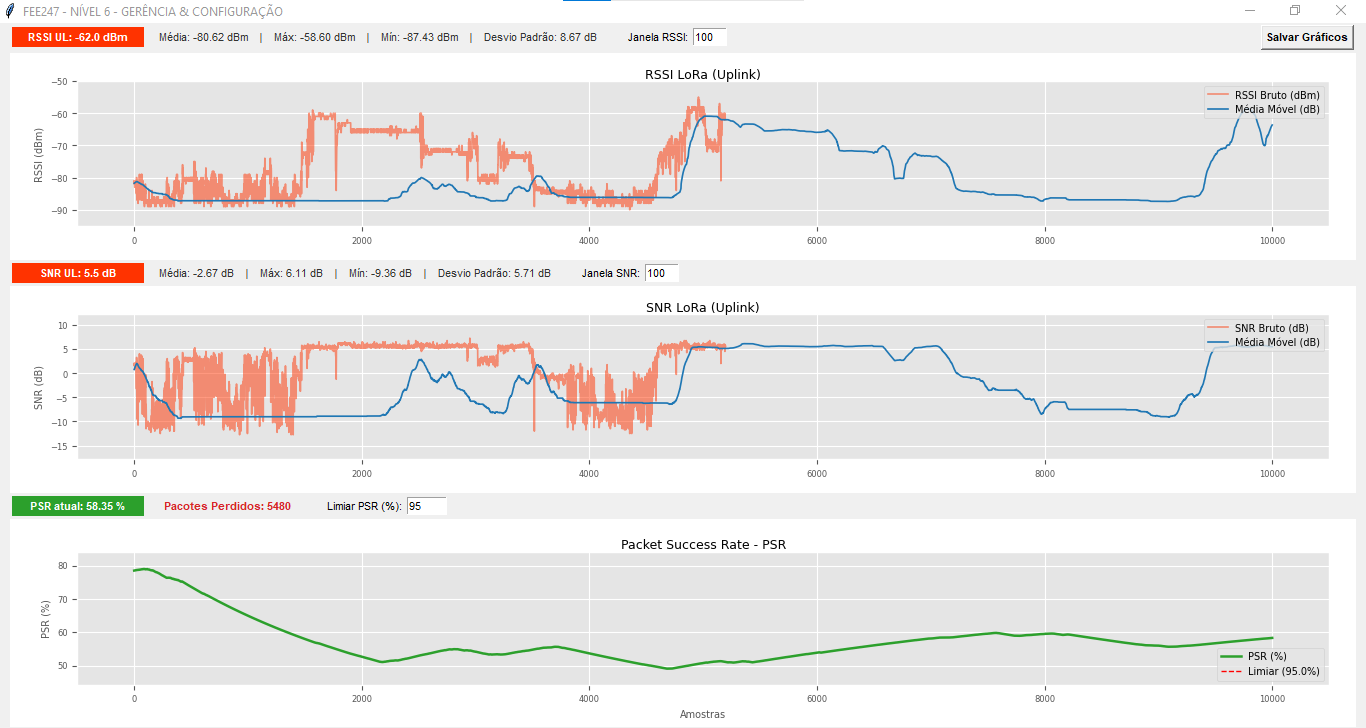 FEE247 - NÍVEL 6 - GERÊNCIA & CONFIGURAÇÃO
RSSI UL: -62.0 dBm Média: -80.62 dBm | Máx: -58.60 dBm | Mín: -87.43 dBm | Desvio Padrão: 8.67 dB Janela RSSI: 100 Salvar Gráficos
RSSI LoRa (Uplink)
RSSI Bruto (dBm)
Média Móvel (dB)
RSSI (dBm)
−50
−60
−70
−80
−90
0 2000 4000 6000 8000 10000
SNR UL: 5.5 dB Média: -2.67 dB | Máx: 6.11 dB | Mín: -9.36 dB | Desvio Padrão: 5.71 dB Janela SNR: 100
SNR LoRa (Uplink)
SNR Bruto (dB)
Média Móvel (dB)
SNR (dB)
10
5
0
−5
−10
−15
0 2000 4000 6000 8000 10000
PSR atual: 58.35 % Pacotes Perdidos: 5480 Limiar PSR (%): 95
Packet Success Rate - PSR
PSR (%)
80
70
60
50
PSR (%)
Limiar (95.0%)
0 2000 4000 6000 8000 10000
Amostras